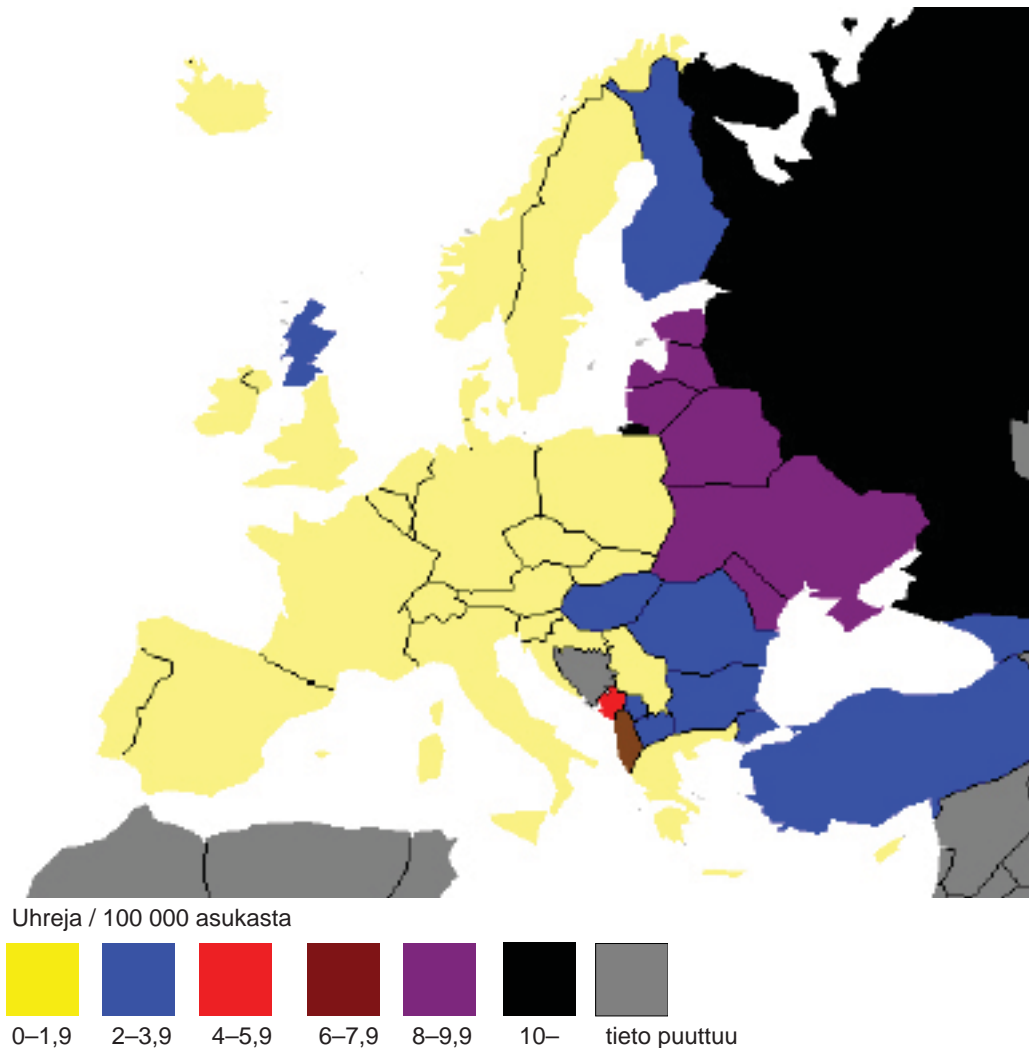 Uhreja / 100 000 asukasta
0–1,9 2–3,9 4–5,9 6–7,9 8–9,9 10– tieto puuttuu